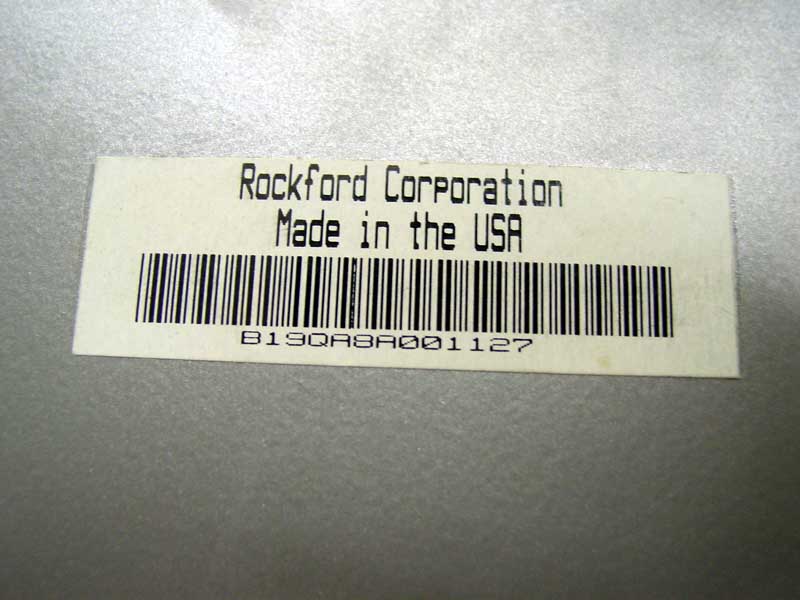 Rockford Corporation
Made in the USA
B19QA8A001127